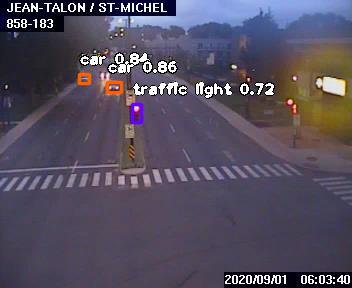 JEAN-TALON / ST-MICHEL
858-183
car 0.84
car 0.86
traffic light 0.72
2020/09/01 06:03:40